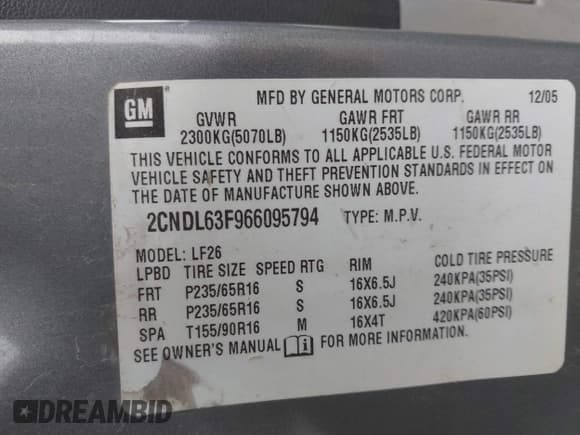 GM
MFD BY GENERAL MOTORS CORP. 12/05
GVWR GAWR FRT GAWR RR
2300KG(5070LB) 1150KG(2535LB) 1150KG(2535LB)
THIS VEHICLE CONFORMS TO ALL APPLICABLE U.S. FEDERAL MOTOR
VEHICLE SAFETY AND THEFT PREVENTION STANDARDS IN EFFECT ON
THE DATE OF MANUFACTURE SHOWN ABOVE.
2CNDL63F966095794 TYPE: M.P.V.
MODEL: LF26
LPBD TIRE SIZE SPEED RTG RIM COLD TIRE PRESSURE
FRT P235/65R16 S 16X6.5J 240KPA(35PSI)
RR P235/65R16 S 16X6.5J 240KPA(35PSI)
SPA T155/90R16 M 16X4T 420KPA(60PSI)
SEE OWNER'S MANUAL i FOR MORE INFORMATION.
DREAMBID